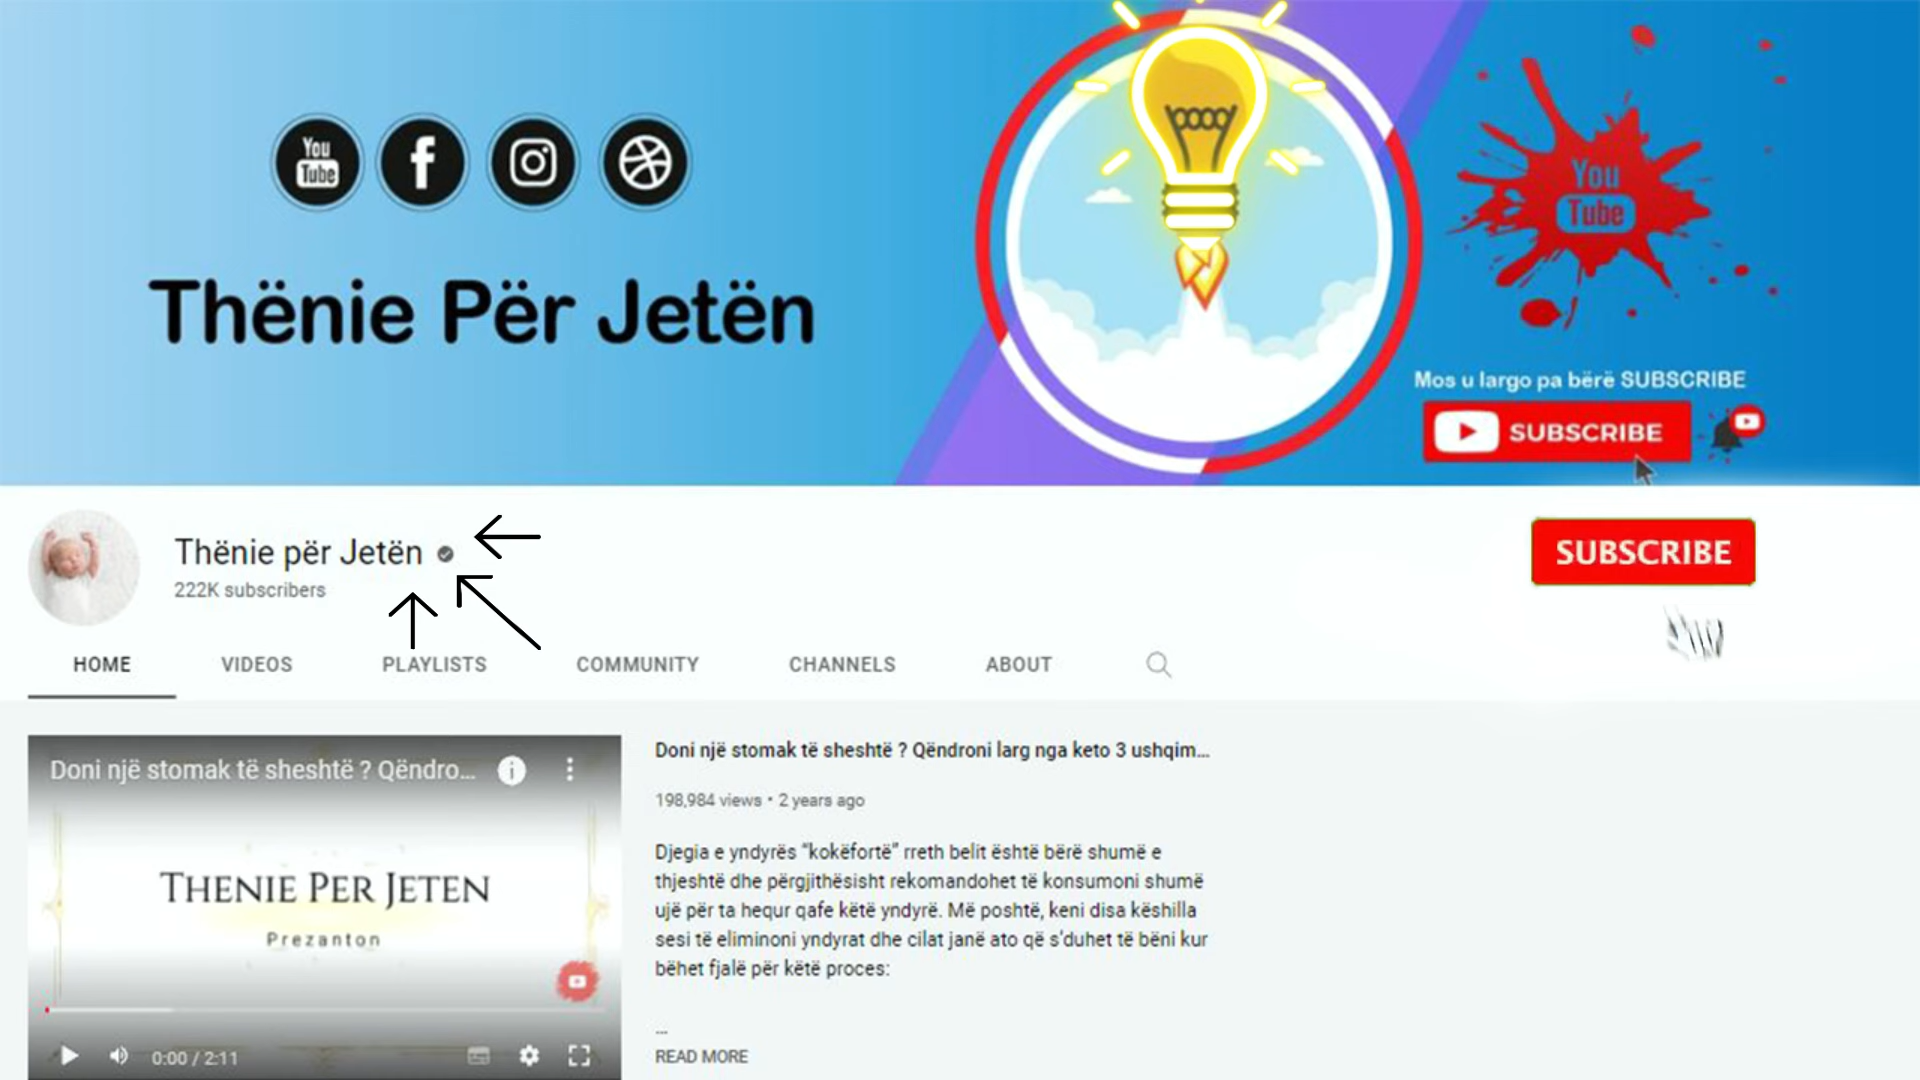 You
Tube
Thënie Për Jetën
You
Tube
Mos u largo pa bërë SUBSCRIBE
SUBSCRIBE
Thënie për Jetën
222K subscribers
SUBSCRIBE
HOME
VIDEOS
PLAYLISTS
COMMUNITY
CHANNELS
ABOUT
Doni një stomak të sheshtë ? Qëndro...
THENIE PER JETEN
Prezanton
0:00 / 2:11
Doni një stomak të sheshtë ? Qëndroni larg nga keto 3 ushqim...
198,984 views • 2 years ago
Djegia e yndyrës “kokëfortë” rreth belit është bërë shumë e
thjeshtë dhe përgjithësisht rekomandohet të konsumoni shumë
ujë për ta hequr qafe këtë yndyrë. Më poshtë, keni disa këshilla
sesi të eliminoni yndyrat dhe cilat janë ato që s'duhet të bëni kur
bëhet fjalë për këtë proces:
...
READ MORE